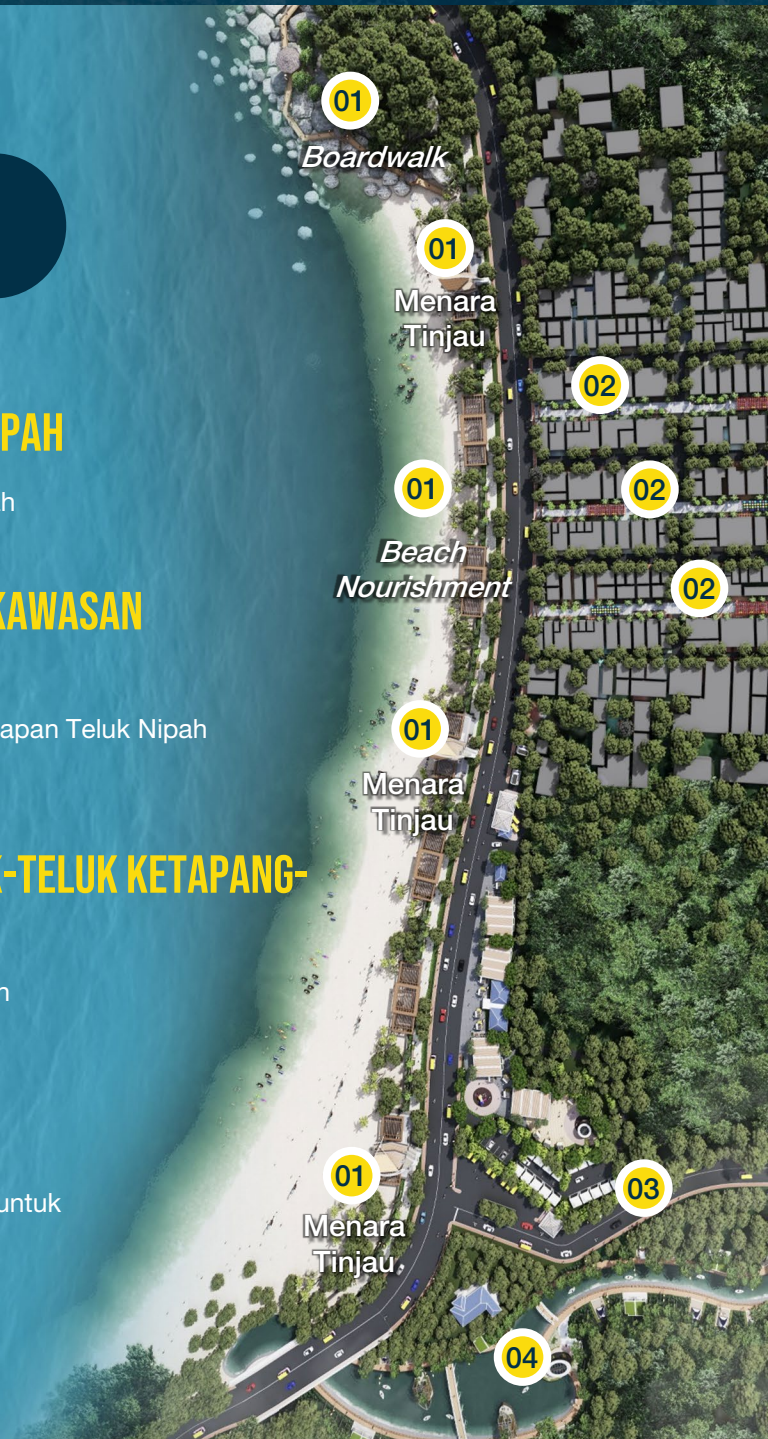 01
Boardwalk
01
Menara
Tinjau
02
PAH
01
02
h
Beach
Nourishment
02
KAWASAN
01
apan Teluk Nipah
Menara
Tinjau
-TELUK KETAPANG-
n
01
03
untuk
Menara
Tinjau
04